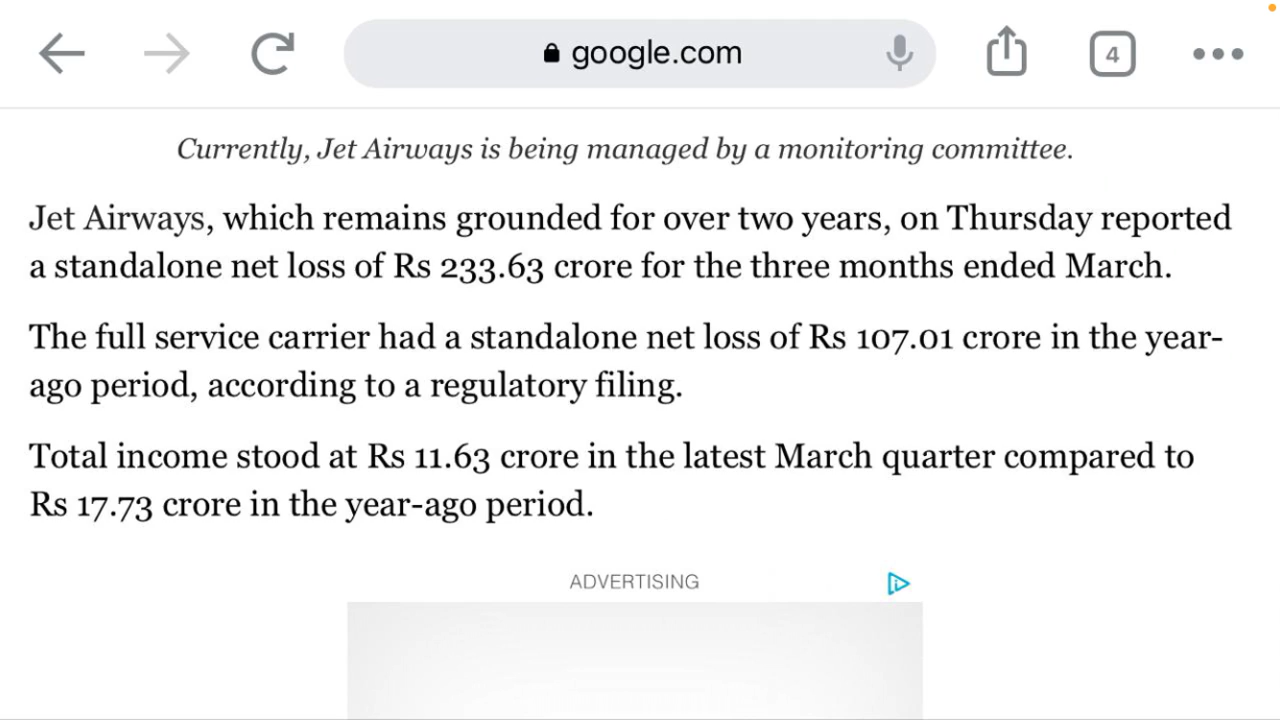 google.com
4
Currently, Jet Airways is being managed by a monitoring committee.
Jet Airways, which remains grounded for over two years, on Thursday reported
a standalone net loss of Rs 233.63 crore for the three months ended March.
The full service carrier had a standalone net loss of Rs 107.01 crore in the year-
ago period, according to a regulatory filing.
Total income stood at Rs 11.63 crore in the latest March quarter compared to
Rs 17.73 crore in the year-ago period.
ADVERTISING